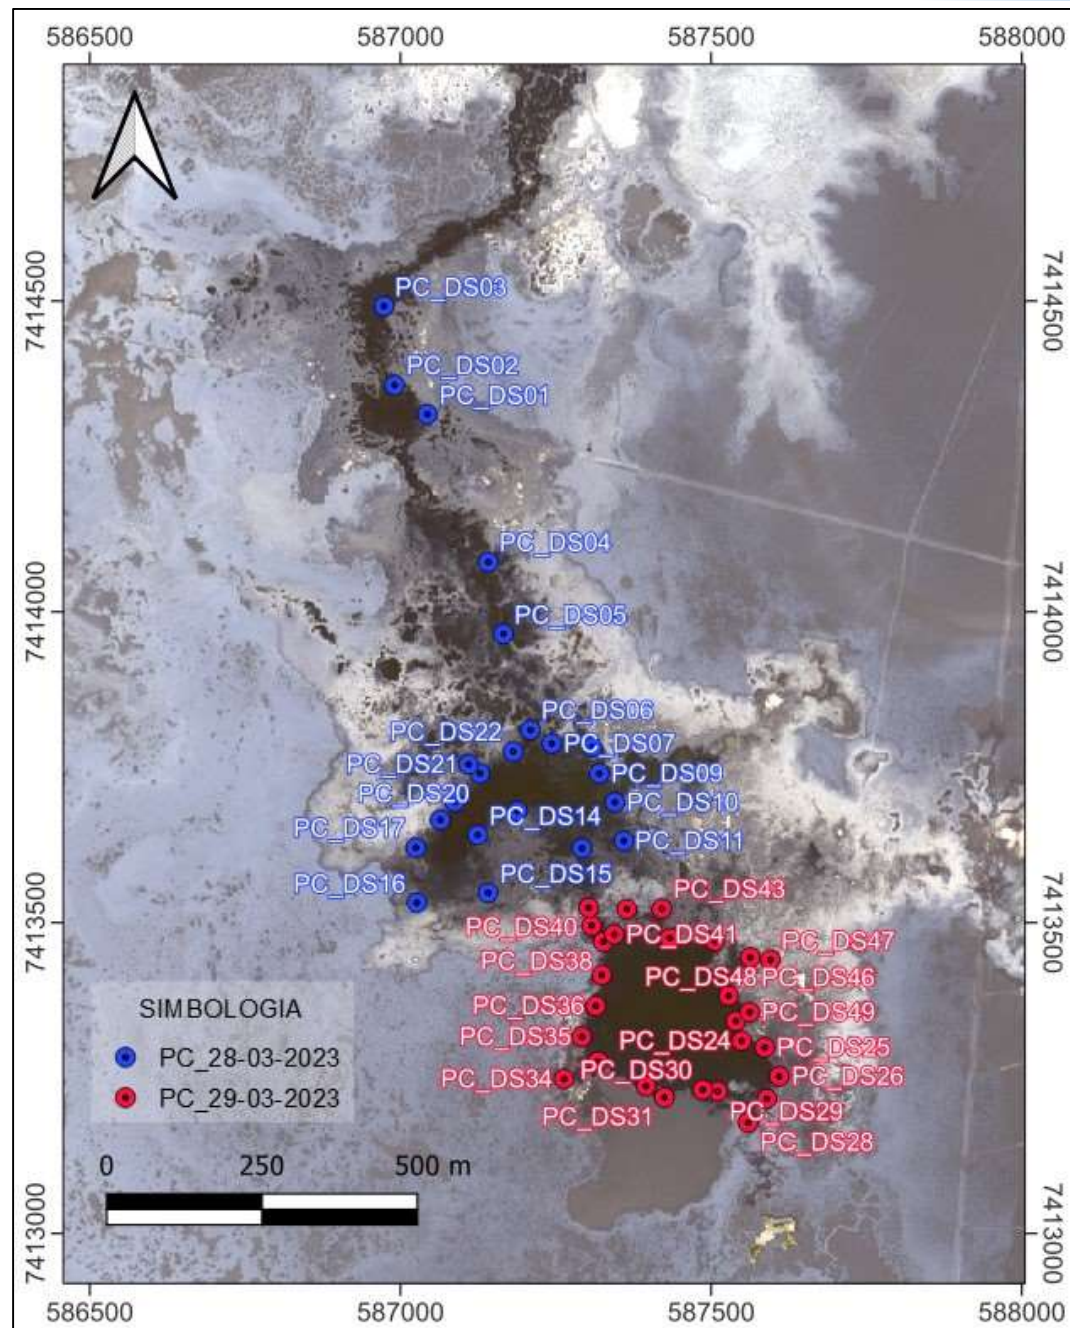 586500 587000 587500 588000
7414500
7414500
PC_DS03
PC_DS02
PC_DS01
PC_DS04
PC_DS05
7414000
7414000
PC_DS06
PC_DS22
PC_DS07
PC_DS21
PC_DS09
PC_DS20
PC_DS10
PC_DS17
PC_DS14
PC_DS11
PC_DS16
PC_DS15
PC_DS43
7413500
7413500
PC_DS40
PC_DS41
PC_DS47
PC_DS38
PC_DS48
PC_DS46
PC_DS36
PC_DS49
PC_DS35
PC_DS24
PC_DS25
PC_DS34
PC_DS30
PC_DS26
PC_DS31
PC_DS29
PC_DS28
SIMBOLOGIA
PC_28-03-2023
PC_29-03-2023
0 250 500 m
7413000
7413000
586500 587000 587500 588000